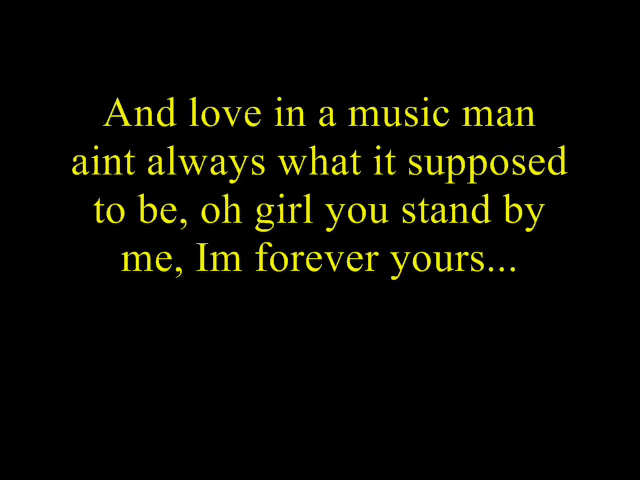 And love in a music man
aint always what it supposed
to be, oh girl you stand by
me, Im forever yours...